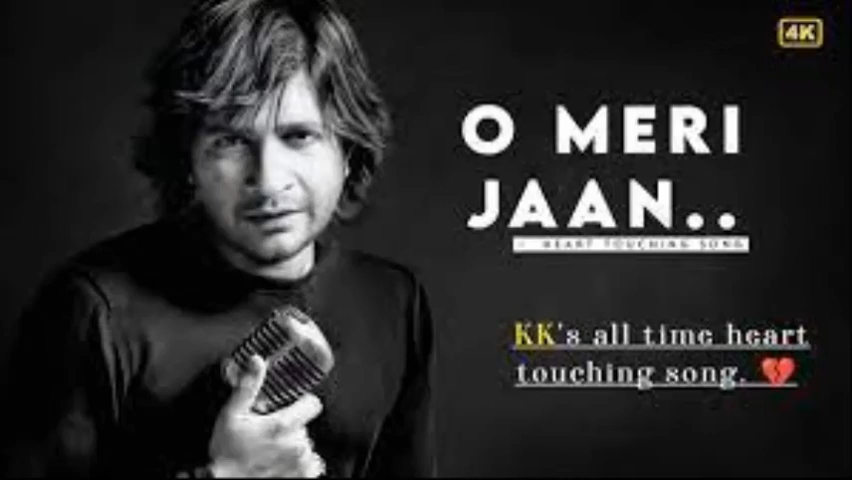 4K
O MERI
JAAN..
HEART TOUCHING SONG
KK's all time heart
touching song. 💔